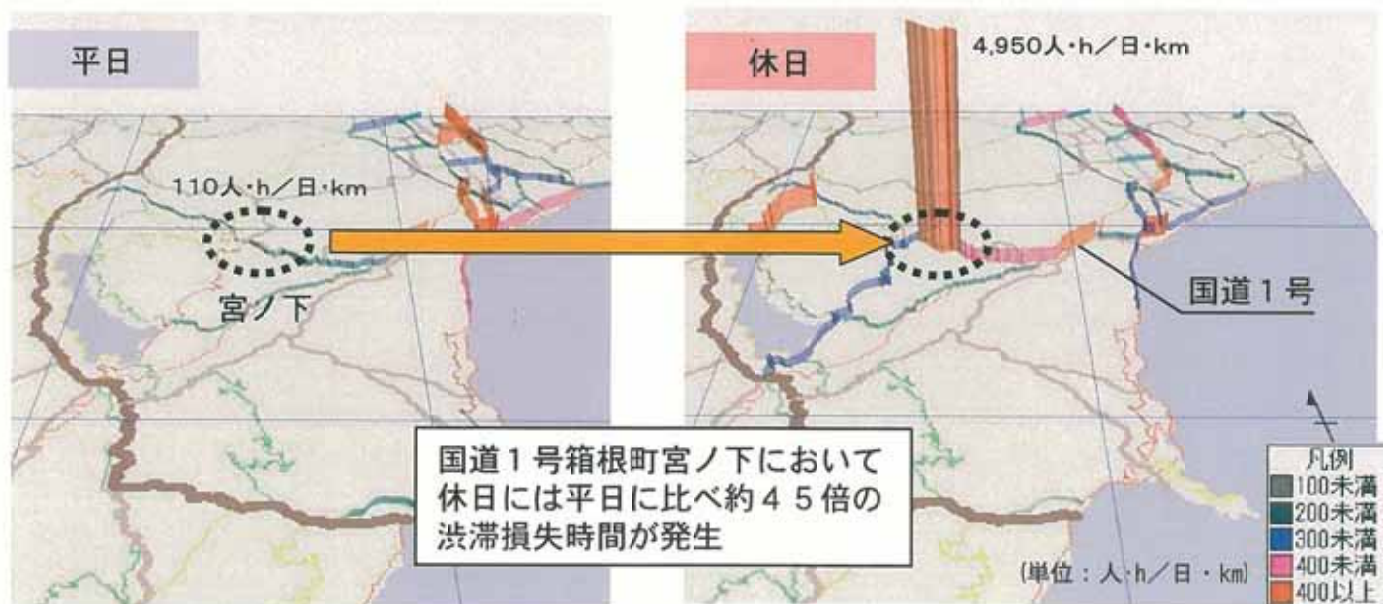 平日
110人・h／日・km
宮ノ下
休日
4,950人・h／日・km
国道１号
国道１号箱根町宮ノ下において
休日には平日に比べ約４５倍の
渋滞損失時間が発生
(単位：人・h／日・km)
凡例
100未満
200未満
300未満
400未満
400以上